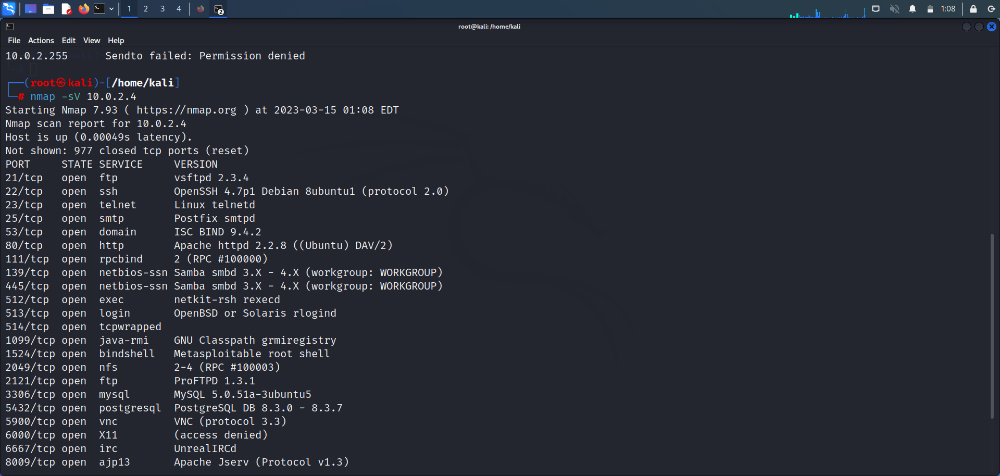 1 2 3 4 2 1:08
root@kali: /home/kali
File Actions Edit View Help
10.0.2.255      Sendto failed: Permission denied
┌──(root㉿kali)-[/home/kali]
└─# nmap -sV 10.0.2.4
Starting Nmap 7.93 ( https://nmap.org ) at 2023-03-15 01:08 EDT
Nmap scan report for 10.0.2.4
Host is up (0.00049s latency).
Not shown: 977 closed tcp ports (reset)
PORT     STATE SERVICE     VERSION
21/tcp   open  ftp         vsftpd 2.3.4
22/tcp   open  ssh         OpenSSH 4.7p1 Debian 8ubuntu1 (protocol 2.0)
23/tcp   open  telnet      Linux telnetd
25/tcp   open  smtp        Postfix smtpd
53/tcp   open  domain      ISC BIND 9.4.2
80/tcp   open  http        Apache httpd 2.2.8 ((Ubuntu) DAV/2)
111/tcp  open  rpcbind     2 (RPC #100000)
139/tcp  open  netbios-ssn Samba smbd 3.X - 4.X (workgroup: WORKGROUP)
445/tcp  open  netbios-ssn Samba smbd 3.X - 4.X (workgroup: WORKGROUP)
512/tcp  open  exec        netkit-rsh rexecd
513/tcp  open  login       OpenBSD or Solaris rlogind
514/tcp  open  tcpwrapped
1099/tcp open  java-rmi    GNU Classpath grmiregistry
1524/tcp open  bindshell   Metasploitable root shell
2049/tcp open  nfs         2-4 (RPC #100003)
2121/tcp open  ftp         ProFTPD 1.3.1
3306/tcp open  mysql       MySQL 5.0.51a-3ubuntu5
5432/tcp open  postgresql  PostgreSQL DB 8.3.0 - 8.3.7
5900/tcp open  vnc         VNC (protocol 3.3)
6000/tcp open  X11         (access denied)
6667/tcp open  irc         UnrealIRCd
8009/tcp open  ajp13       Apache Jserv (Protocol v1.3)